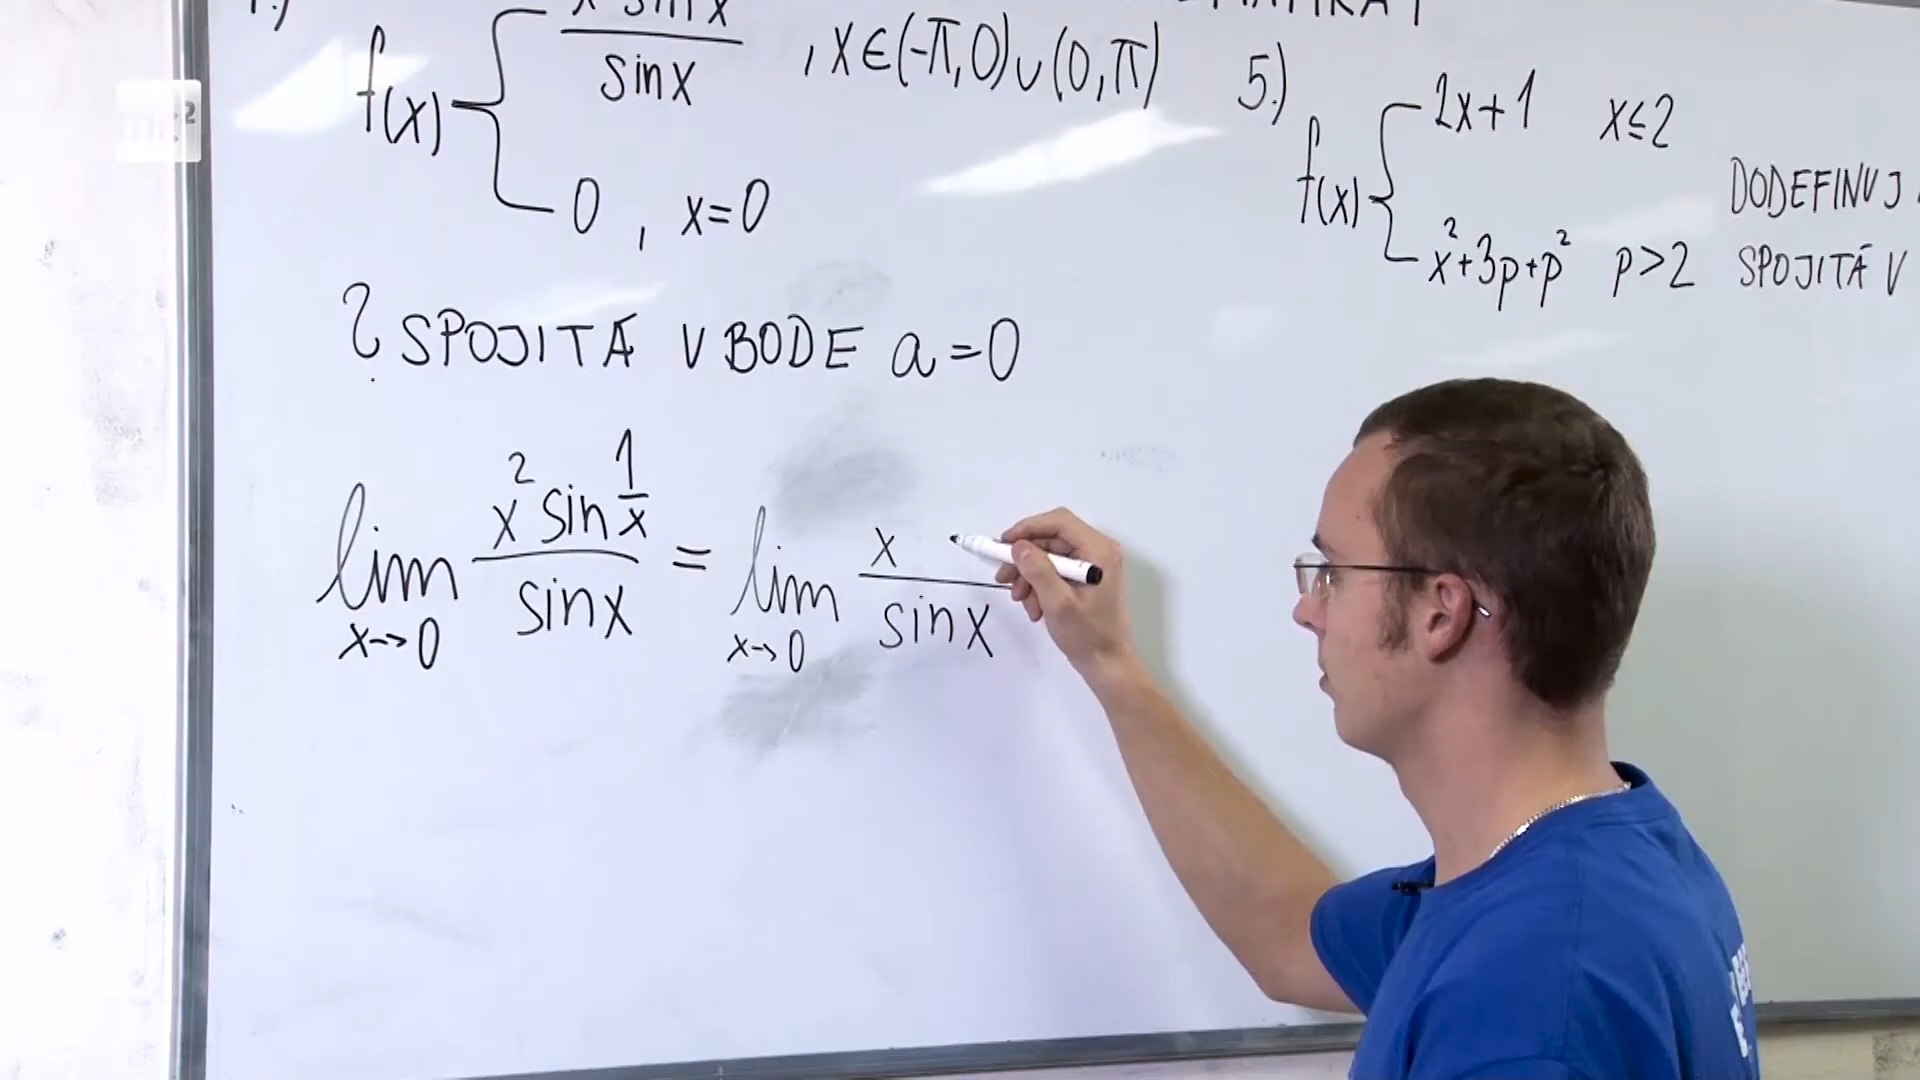 f(x)
sin x , x ∈ (-π, 0) ∪ (0, π)
0 , x = 0
? SPOJITÁ V BODE a = 0
lim x→0 x² sin 1/x / sin x = lim x→0 x / sin x
5.)
f(x) 2x + 1 x ≤ 2
x² + 3p + p² p > 2
DODEFINUJ
SPOJITÁ V